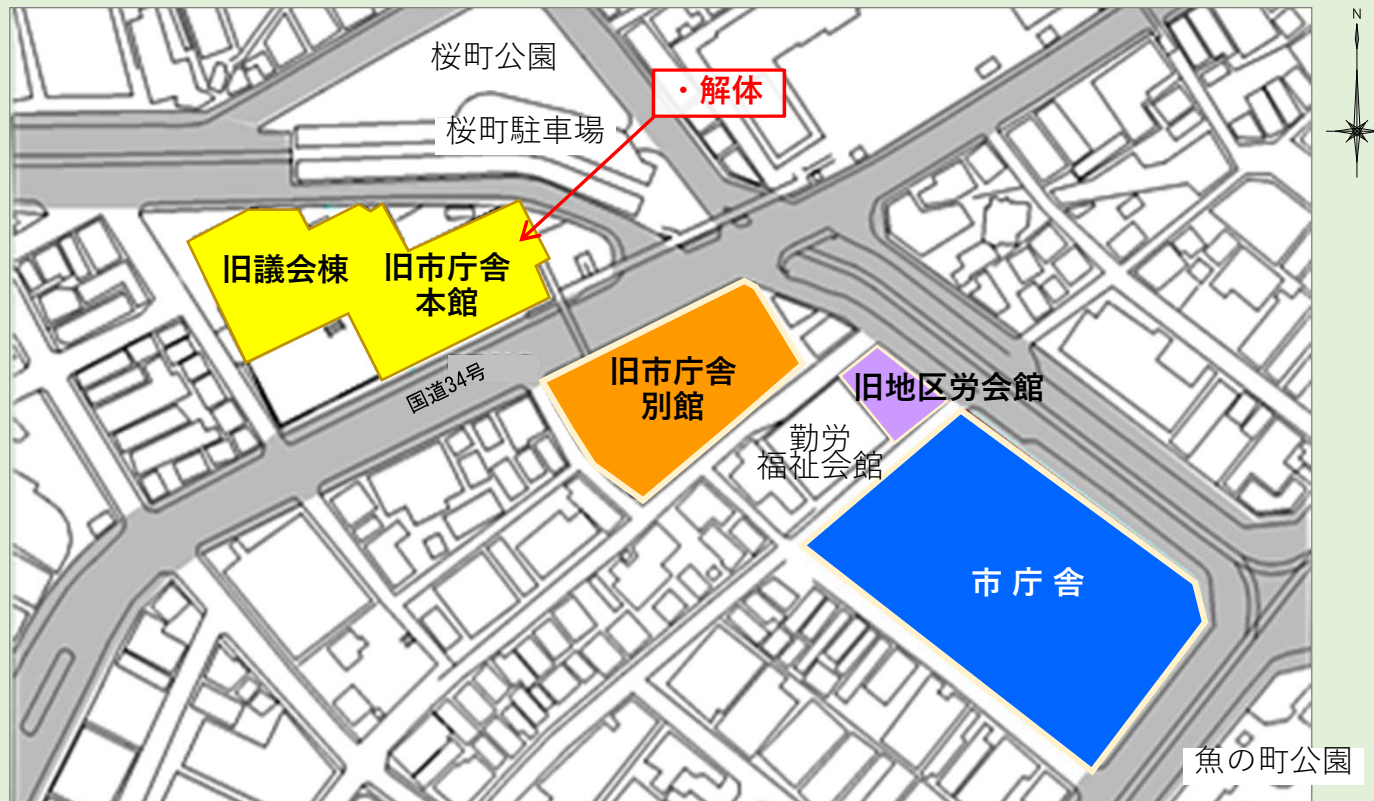 N
桜町公園
・解体
桜町駐車場
旧議会棟
旧市庁舎
本館
国道34号
旧市庁舎
別館
旧地区労会館
勤労
福祉会館
市庁舎
魚の町公園